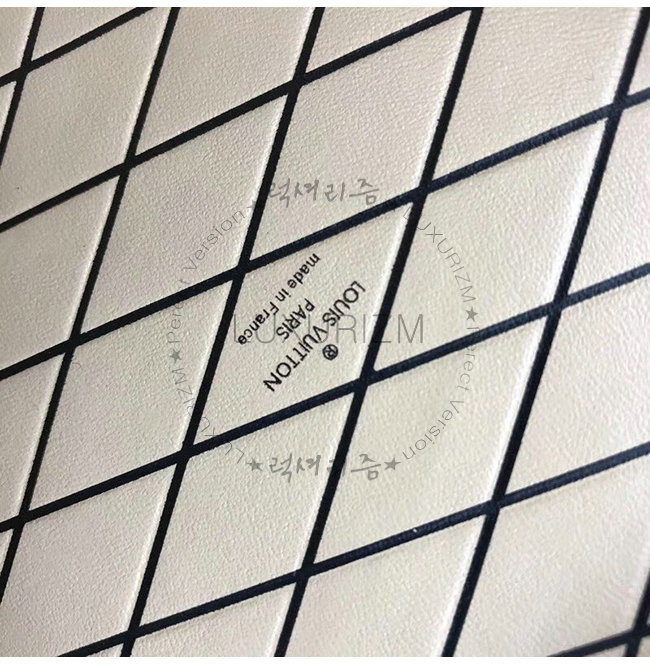 럭셔리즘
LOUIS VUITTON
®
PARIS
made in France
LUXURIZM
LUXURIZM ★ Perfect Version
LUXURIZM ★ Perfect Version
★ 럭셔리즘 ★